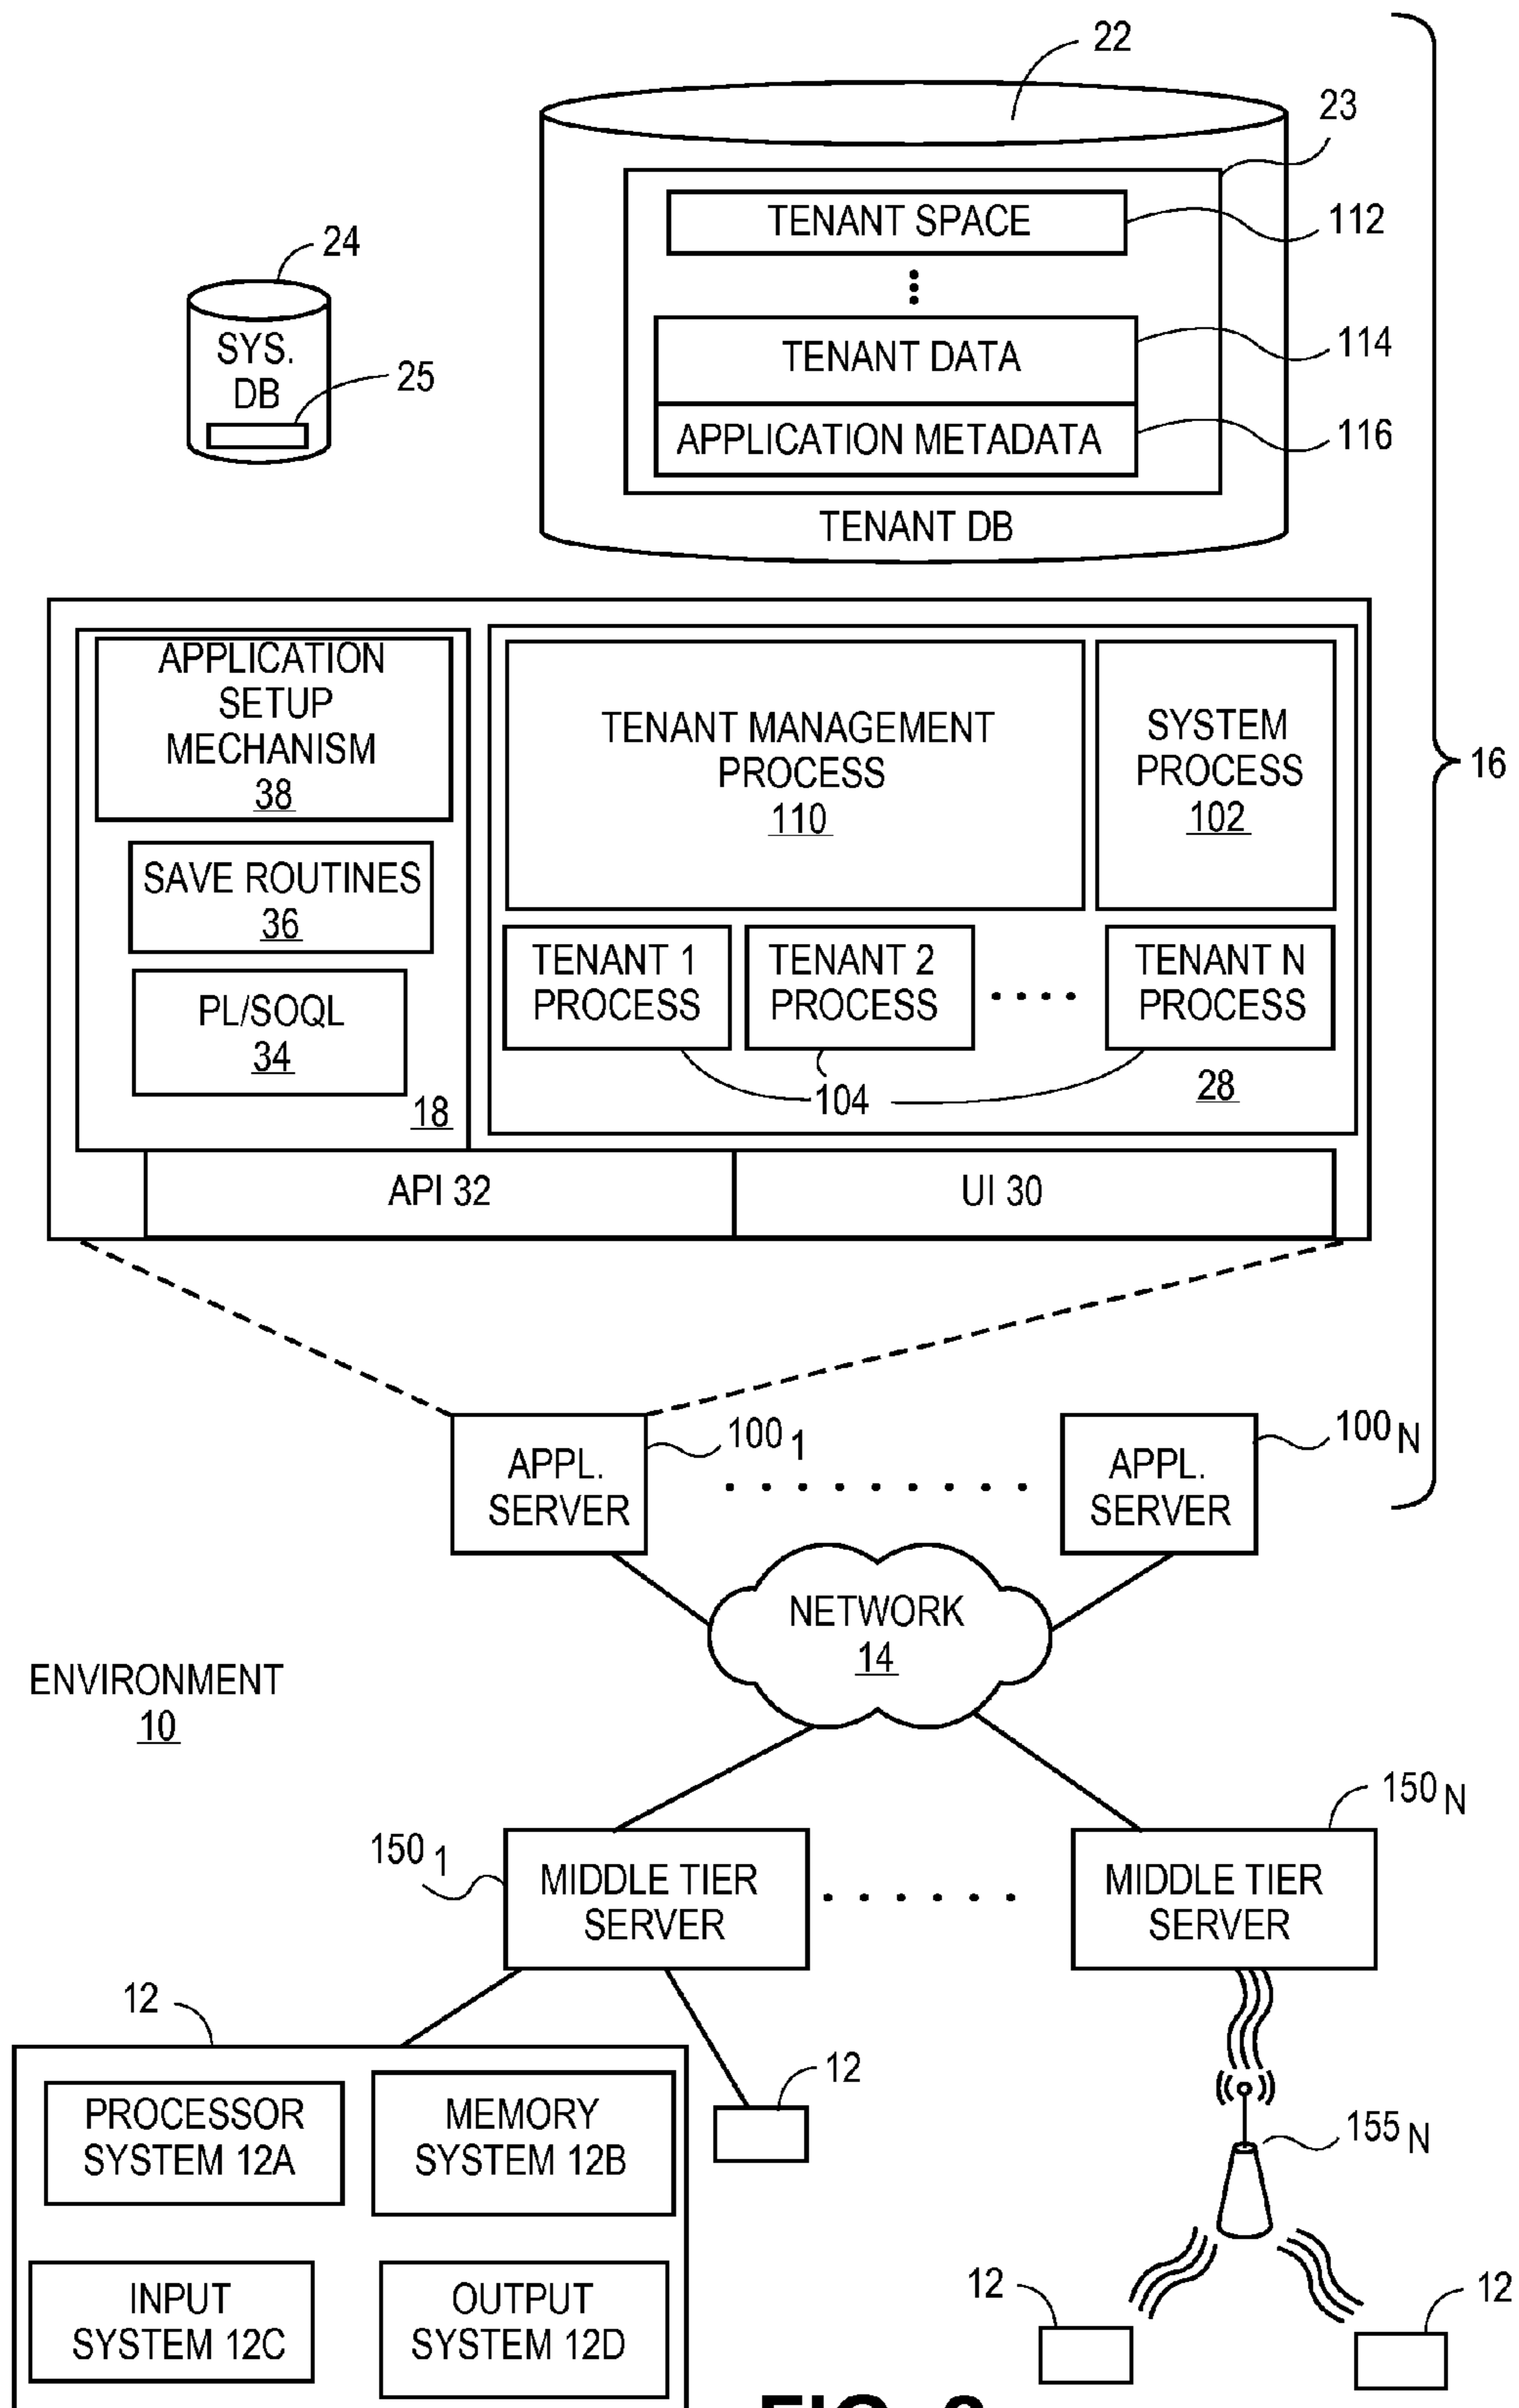 22
23
TENANT SPACE
112
24
SYS.
DB
25
TENANT DATA
114
APPLICATION METADATA
116
TENANT DB
16
APPLICATION
SETUP
MECHANISM
38
TENANT MANAGEMENT
PROCESS
110
SYSTEM
PROCESS
102
SAVE ROUTINES
36
TENANT 1
PROCESS
TENANT 2
PROCESS
TENANT N
PROCESS
PL/SOQL
34
104
28
18
API 32
UI 30
APPL.
SERVER
100 1
APPL.
SERVER
100 N
NETWORK
14
ENVIRONMENT
10
150 1
MIDDLE TIER
SERVER
MIDDLE TIER
SERVER
150 N
12
PROCESSOR
SYSTEM 12A
MEMORY
SYSTEM 12B
12
155 N
INPUT
SYSTEM 12C
OUTPUT
SYSTEM 12D
12
12
FIG.